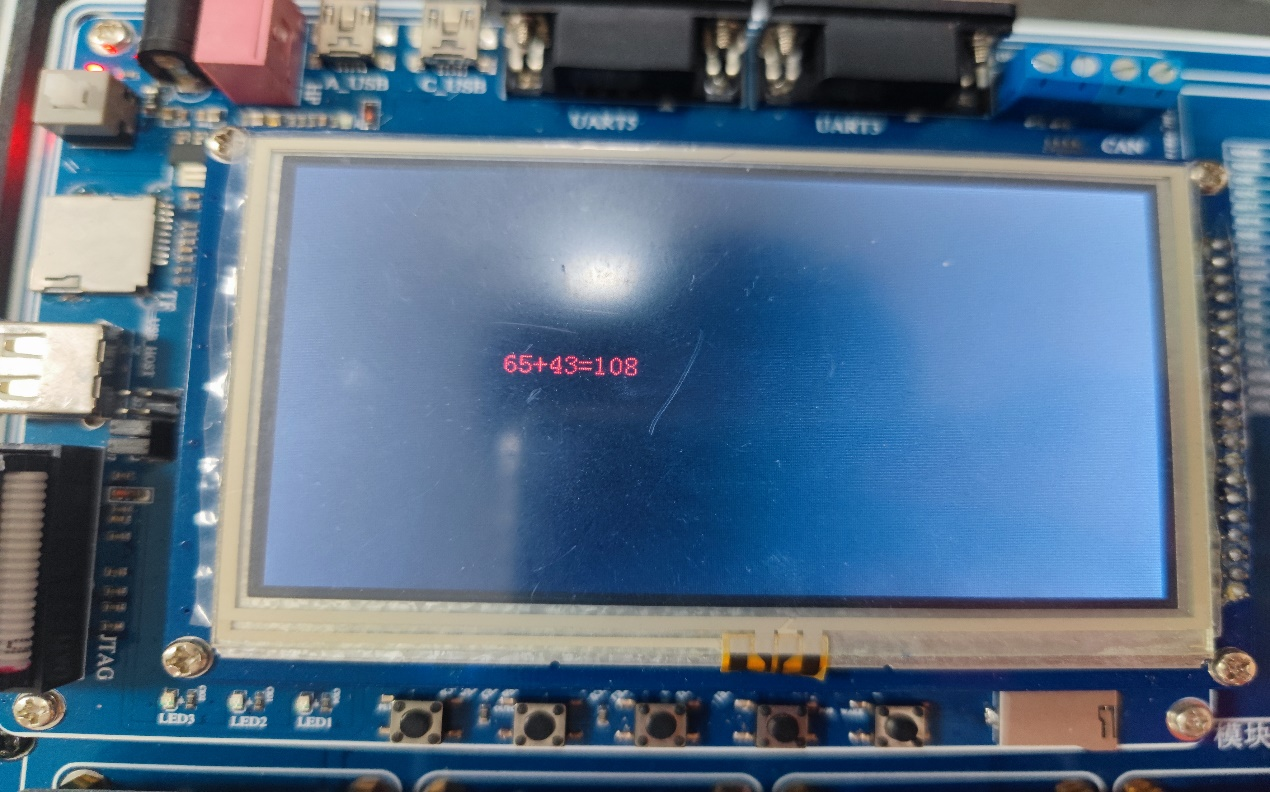 A_USB
C_USB
UART5
UART3
CAN
65+43=108
JTAG
LED3
LED2
LED1
模块